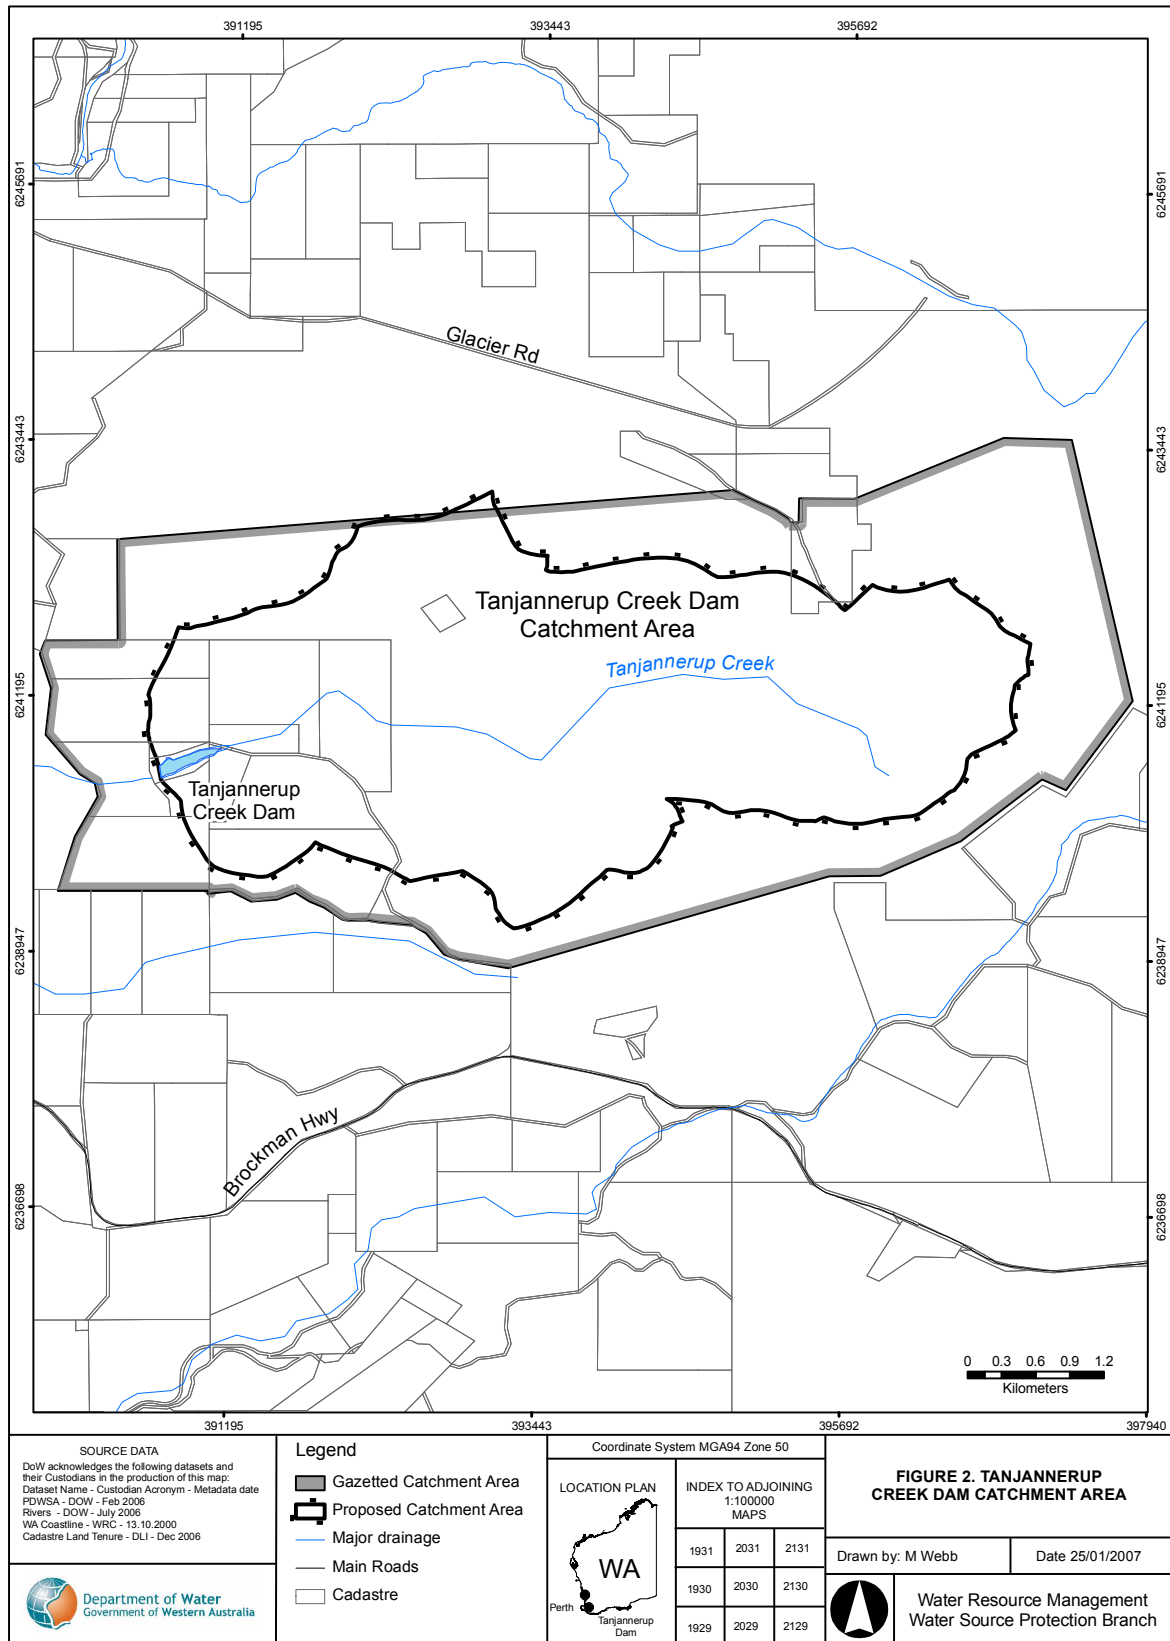 391195
393443
395692
6245691
6245691
Glacier Rd
6243443
6243443
Tanjannerup Creek Dam
Catchment Area
Tanjannerup Creek
6241195
6241195
Tanjannerup
Creek Dam
6238947
6238947
Brockman Hwy
6236698
6236698
0 0.3 0.6 0.9 1.2
Kilometers
391195
393443
395692
397940
SOURCE DATA
DoW acknowledges the following datasets and
their Custodians in the production of this map:
Dataset Name - Custodian Acronym - Metadata date
PDWSA - DOW - Feb 2006
Rivers - DOW - July 2006
WA Coastline - WRC - 13.10.2000
Cadastre Land Tenure - DLI - Dec 2006
Department of Water
Government of Western Australia
Legend
Gazetted Catchment Area
Proposed Catchment Area
Major drainage
Main Roads
Cadastre
Coordinate System MGA94 Zone 50
LOCATION PLAN
WA
Perth
Tanjannerup
Dam
INDEX TO ADJOINING
1:100000
MAPS
1931 2031 2131
1930 2030 2130
1929 2029 2129
FIGURE 2. TANJANNERUP
CREEK DAM CATCHMENT AREA
Drawn by: M Webb
Date 25/01/2007
Water Resource Management
Water Source Protection Branch